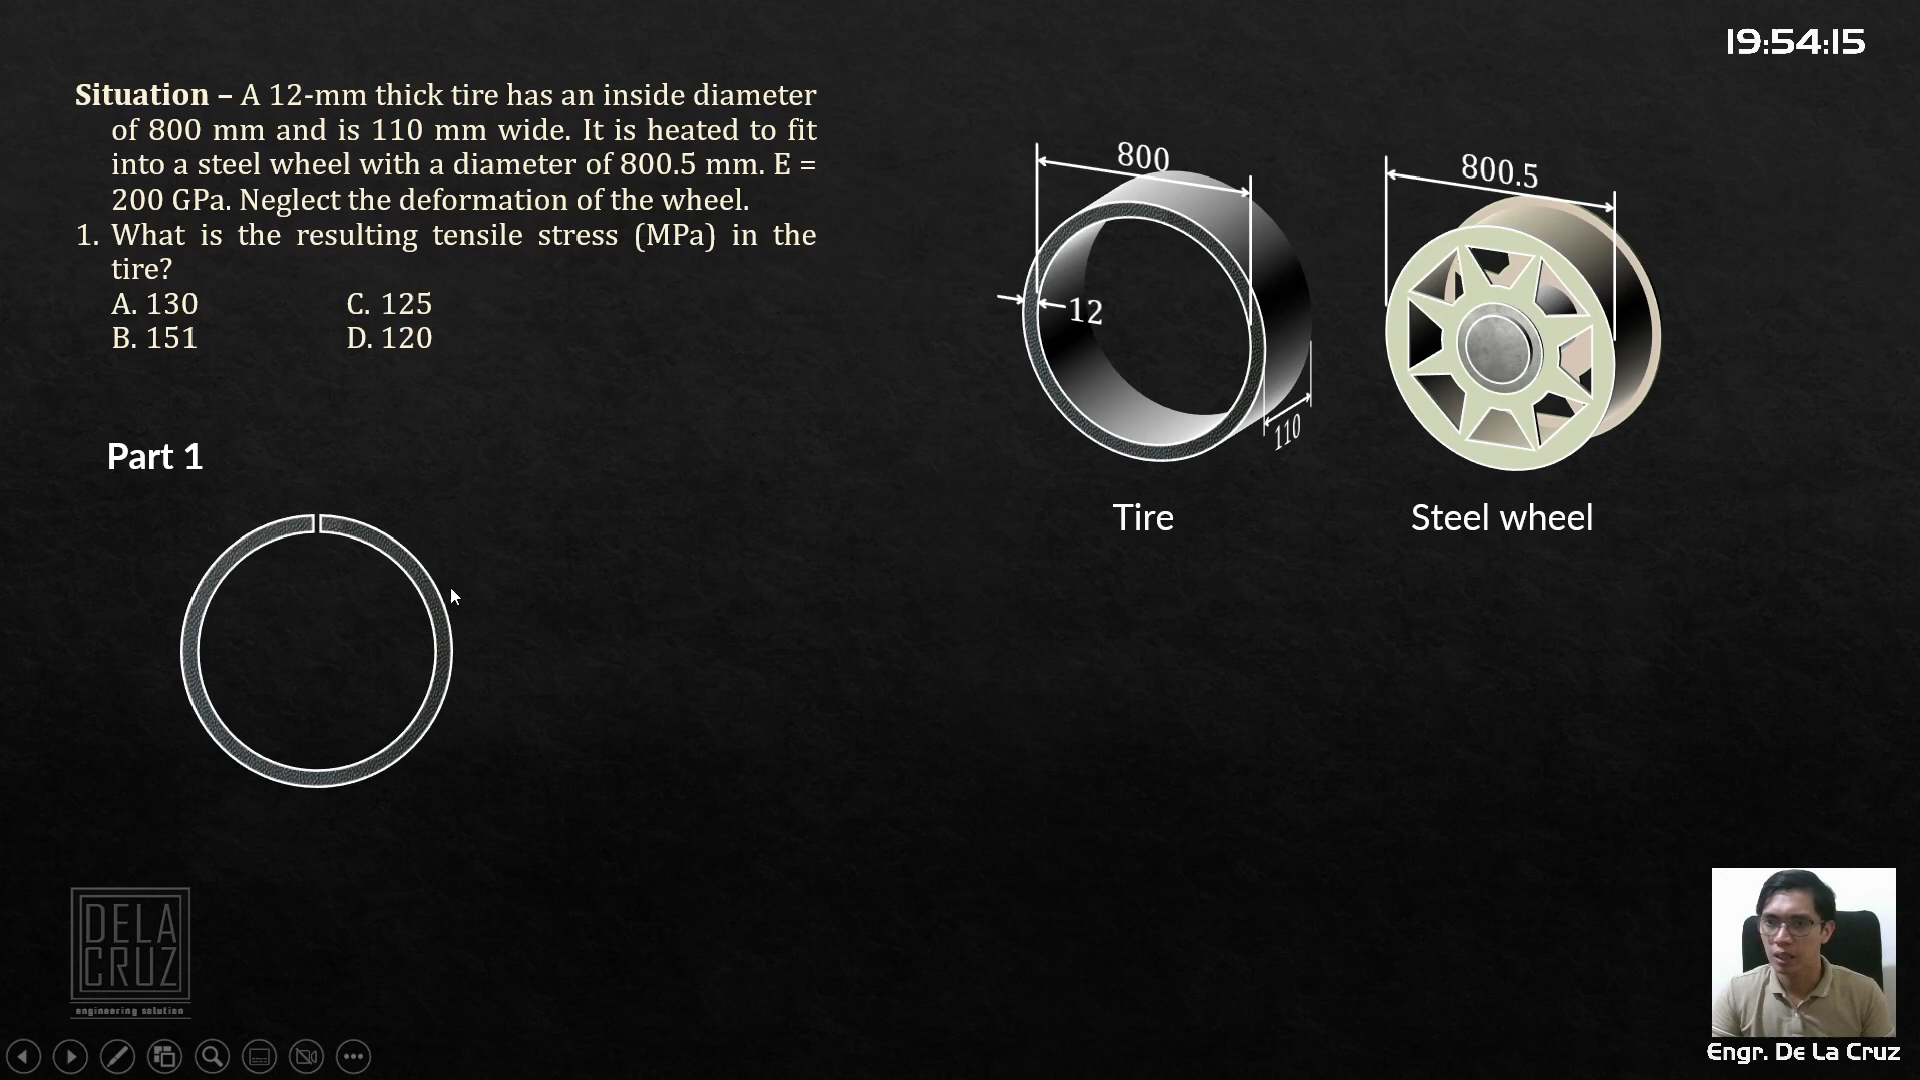 19:54:15
Situation – A 12-mm thick tire has an inside diameter
of 800 mm and is 110 mm wide. It is heated to fit
into a steel wheel with a diameter of 800.5 mm. E =
200 GPa. Neglect the deformation of the wheel.
1. What is the resulting tensile stress (MPa) in the
tire?
A. 130 C. 125
B. 151 D. 120
800
12
110
Tire
800.5
Steel wheel
Part 1
DELA
CRUZ
engineering solution
Engr. De La Cruz